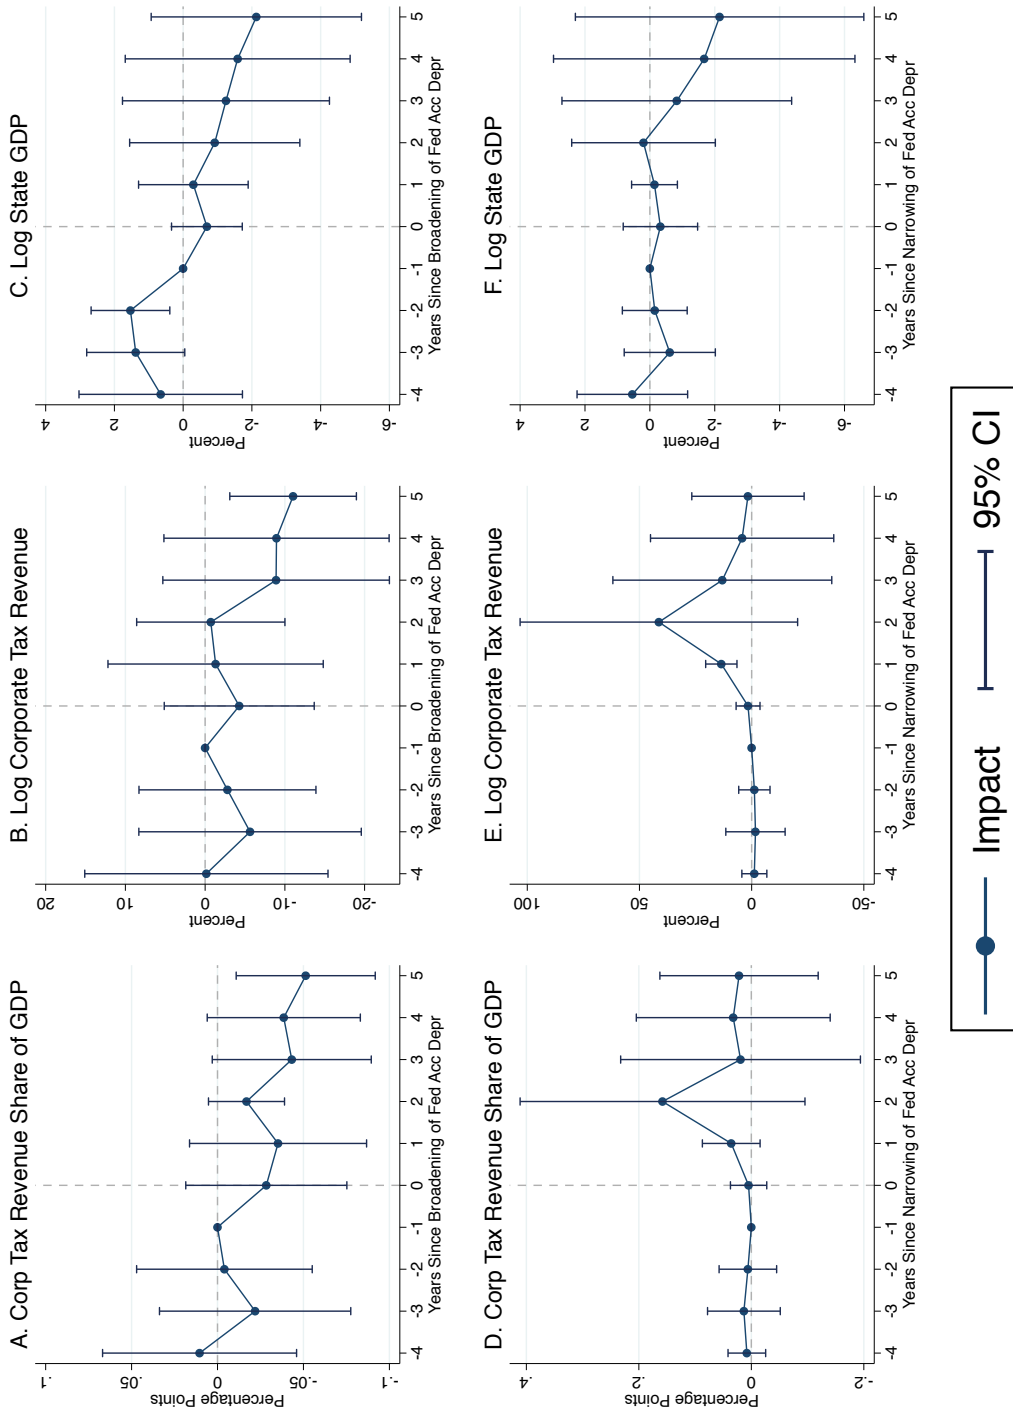 A. Corp Tax Revenue Share of GDP
.1
.05
0
-.05
-.1
Percentage Points
-4 -3 -2 -1 0 1 2 3 4 5
Years Since Broadening of Fed Acc Depr
B. Log Corporate Tax Revenue
20
10
0
-10
-20
Percent
-4 -3 -2 -1 0 1 2 3 4 5
Years Since Broadening of Fed Acc Depr
C. Log State GDP
4
2
0
-2
-4
-6
Percent
-4 -3 -2 -1 0 1 2 3 4 5
Years Since Broadening of Fed Acc Depr
D. Corp Tax Revenue Share of GDP
.4
.2
0
-.2
Percentage Points
-4 -3 -2 -1 0 1 2 3 4 5
Years Since Narrowing of Fed Acc Depr
E. Log Corporate Tax Revenue
100
50
0
-50
Percent
-4 -3 -2 -1 0 1 2 3 4 5
Years Since Narrowing of Fed Acc Depr
F. Log State GDP
4
2
0
-2
-4
-6
Percent
-4 -3 -2 -1 0 1 2 3 4 5
Years Since Narrowing of Fed Acc Depr
Impact 95% CI